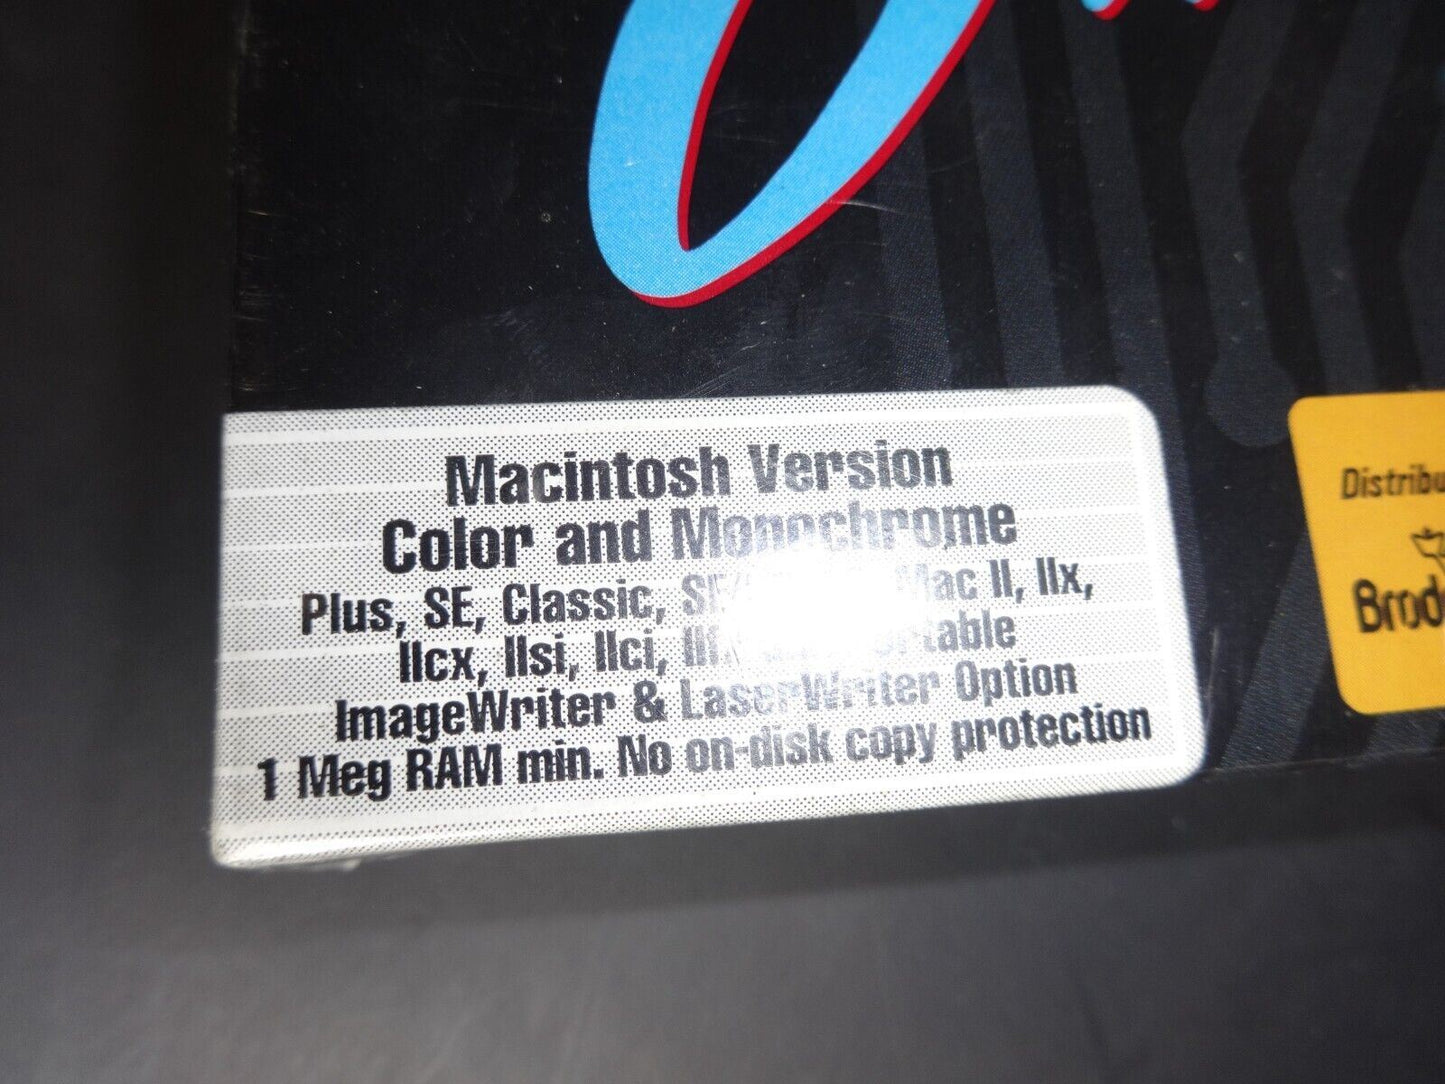 Macintosh Version
Color and Monochrome
Plus, SE, Classic, Mac II, IIx,
IIcx, IIsi, IIci,
ImageWriter & LaserWriter Option
1 Meg RAM min. No on-disk copy protection
Distribu
Brod